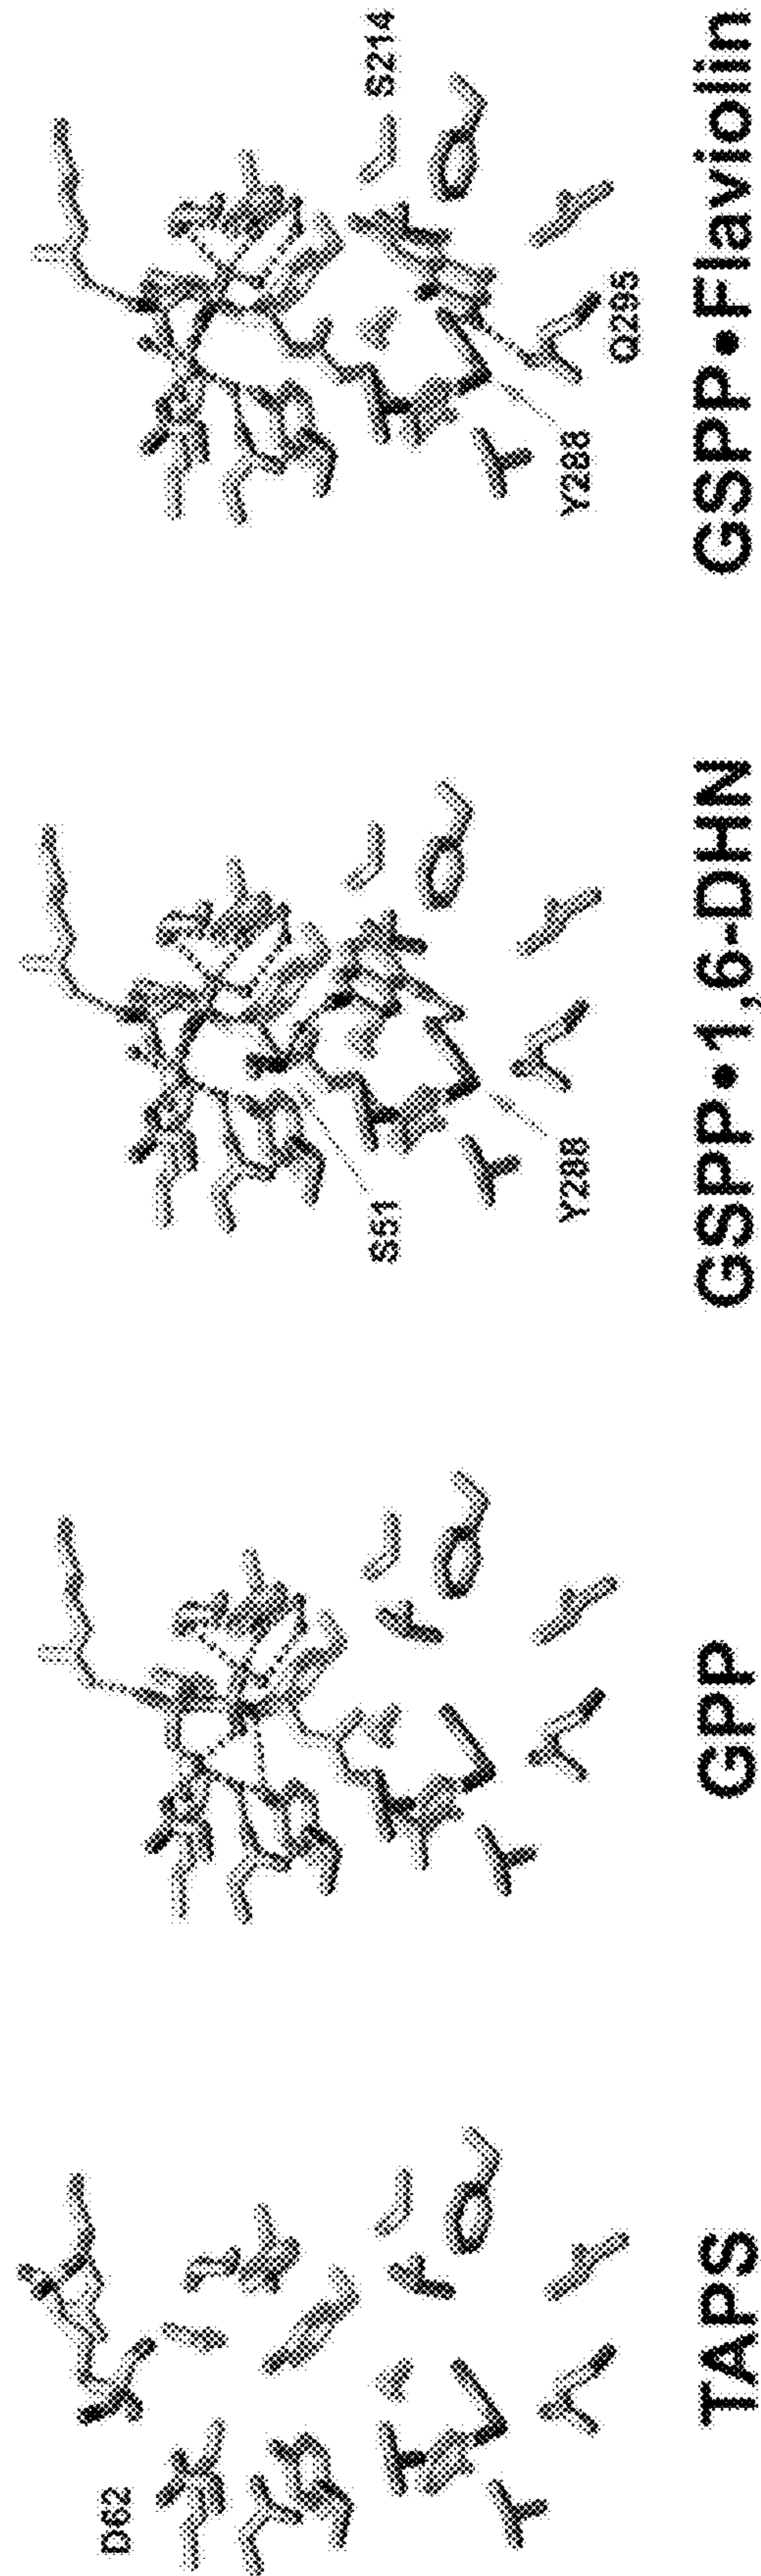 D62
TAPS
GPP
S51
Y288
GSPP•1,6-DHN
S214
Y288
Q295
GSPP•Flaviolin